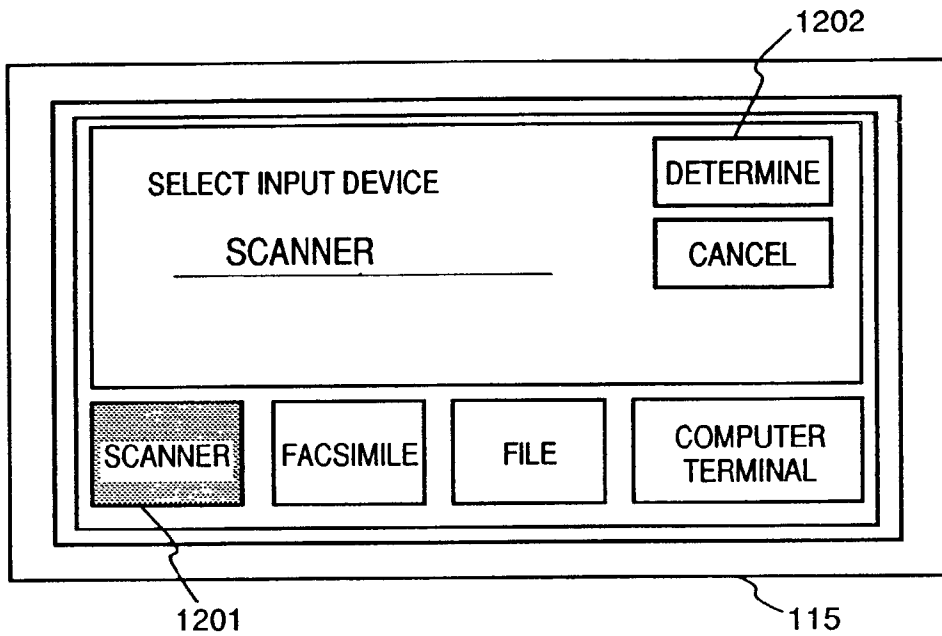 1202
SELECT INPUT DEVICE
DETERMINE
SCANNER
CANCEL
SCANNER
FACSIMILE
FILE
COMPUTER
TERMINAL
1201
115